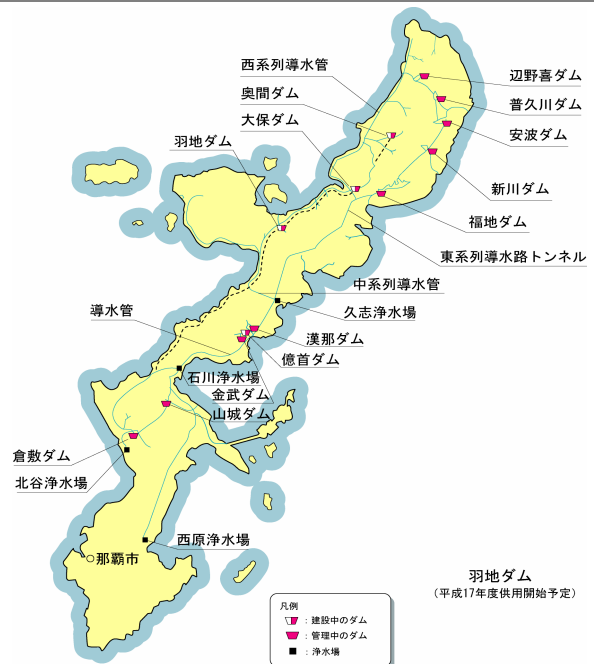 西系列導水管
奥間ダム
大保ダム
羽地ダム
辺野喜ダム
普久川ダム
安波ダム
新川ダム
福地ダム
東系列導水路トンネル
中系列導水管
久志浄水場
導水管
漢那ダム
億首ダム
石川浄水場
金武ダム
山城ダム
倉敷ダム
北谷浄水場
西原浄水場
那覇市
羽地ダム
(平成17年度供用開始予定)
凡例
:建設中のダム
:管理中のダム
:浄水場